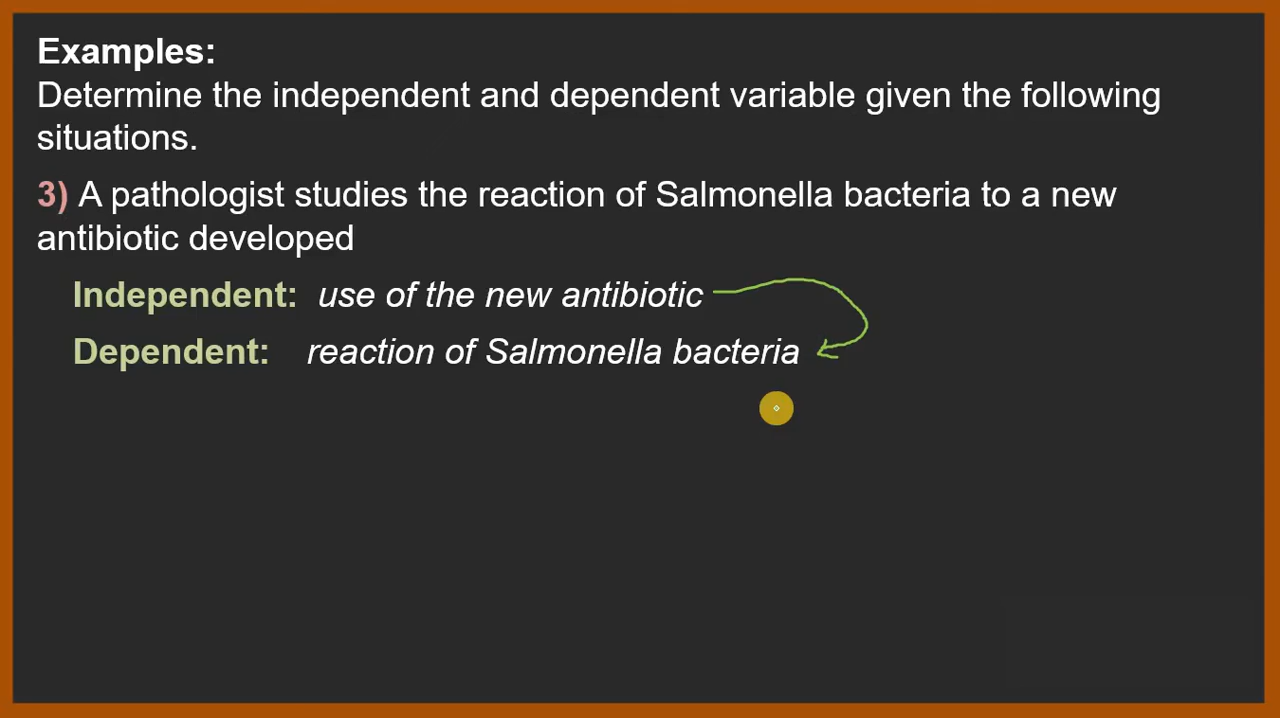 Examples:
Determine the independent and dependent variable given the following
situations.
3) A pathologist studies the reaction of Salmonella bacteria to a new
antibiotic developed
Independent: use of the new antibiotic
Dependent: reaction of Salmonella bacteria